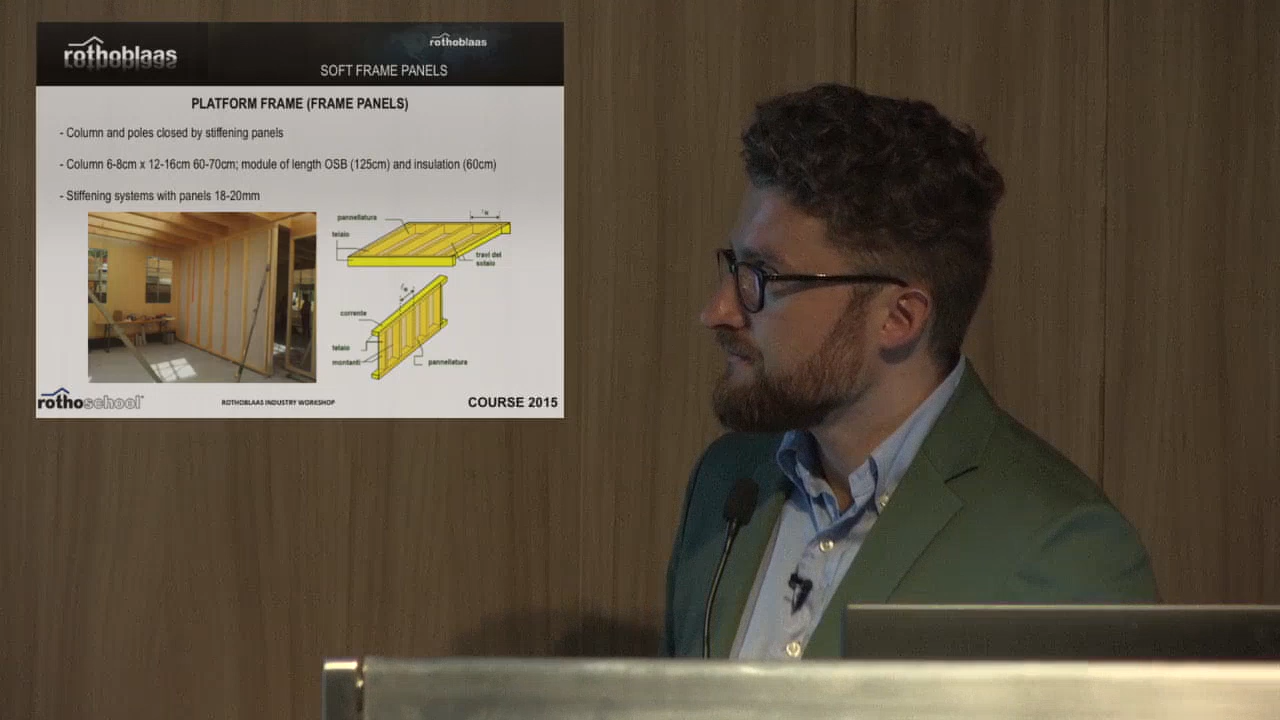 rothoblaas
rothoblaas
SOFT FRAME PANELS
PLATFORM FRAME (FRAME PANELS)
- Column and poles closed by stiffening panels
- Column 6-8cm x 12-16cm 60-70cm; module of length OSB (125cm) and insulation (60cm)
- Stiffening systems with panels 18-20mm
pannellatura
telaio
travi del
solaio
corrente
telaio
montanti
pannellatura
rothoschool
ROTHOBLAAS INDUSTRY WORKSHOP
COURSE 2015